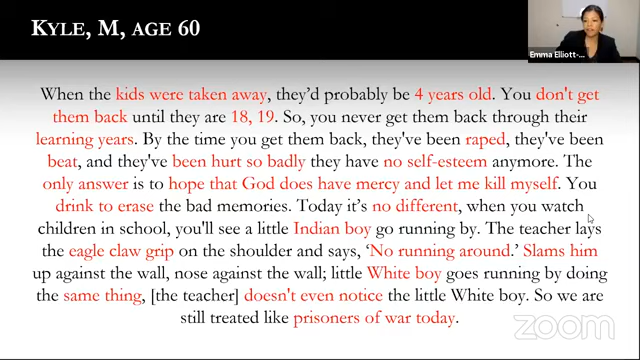 KYLE, M, AGE 60
Emma Elliott-
When the kids were taken away, they'd probably be 4 years old. You don't get
them back until they are 18, 19. So, you never get them back through their
learning years. By the time you get them back, they've been raped, they've been
beat, and they've been hurt so badly they have no self-esteem anymore. The
only answer is to hope that God does have mercy and let me kill myself. You
drink to erase the bad memories. Today it's no different, when you watch
children in school, you'll see a little Indian boy go running by. The teacher lays
the eagle claw grip on the shoulder and says, 'No running around.' Slams him
up against the wall, nose against the wall; little White boy goes running by doing
the same thing, [the teacher] doesn't even notice the little White boy. So we are
still treated like prisoners of war today.
zoom